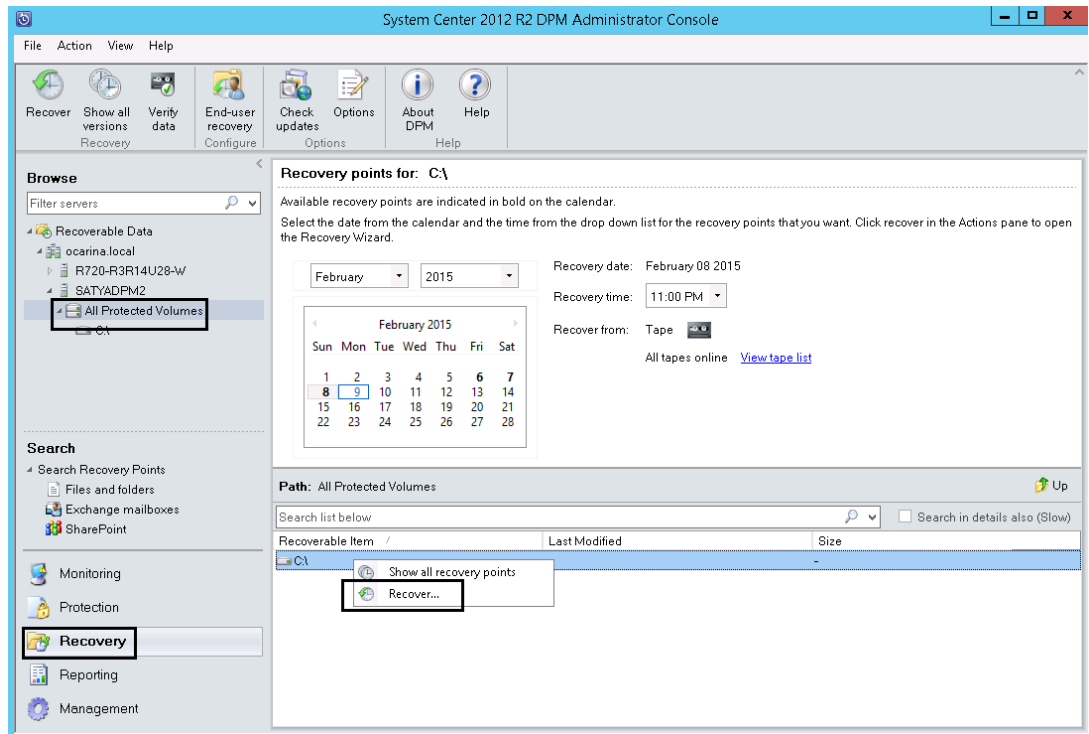 System Center 2012 R2 DPM Administrator Console
File Action View Help
Recover Show all versions Verify data End-user recovery Check updates Options About DPM Help
Recovery Configure Options Help
Browse
Filter servers
Recoverable Data
ocarina.local
R720-R3R14U28-W
SATYADPM2
All Protected Volumes
C:\
Search
Search Recovery Points
Files and folders
Exchange mailboxes
SharePoint
Monitoring
Protection
Recovery
Reporting
Management
Recovery points for: C:\
Available recovery points are indicated in bold on the calendar.
Select the date from the calendar and the time from the drop down list for the recovery points that you want. Click recover in the Actions pane to open
the Recovery Wizard.
February 2015
February 2015
Sun Mon Tue Wed Thu Fri Sat
1 2 3 4 5 6 7
8 9 10 11 12 13 14
15 16 17 18 19 20 21
22 23 24 25 26 27 28
Recovery date: February 08 2015
Recovery time: 11:00 PM
Recover from: Tape
All tapes online View tape list
Path: All Protected Volumes
Up
Search list below
Search in details also (Slow)
Recoverable Item / Last Modified Size
C:\ -
Show all recovery points
Recover...